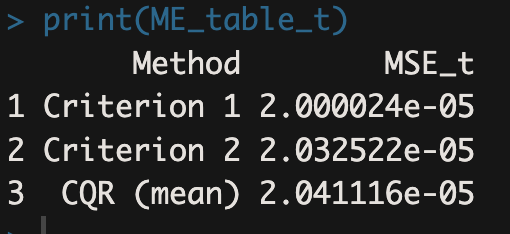 > print(ME_table_t)
Method MSE_t
1 Criterion 1 2.000024e-05
2 Criterion 2 2.032522e-05
3 CQR (mean) 2.041116e-05
>